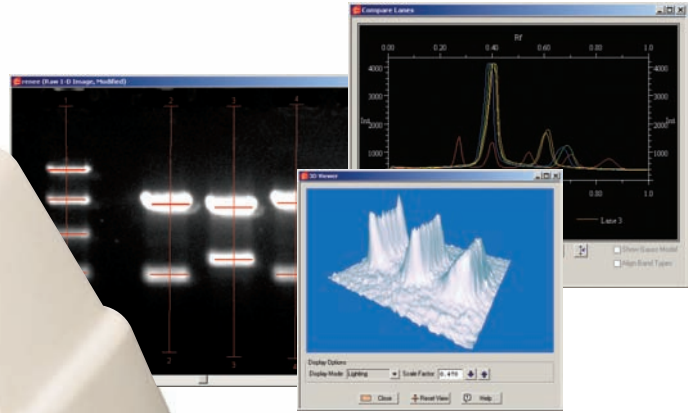 Compare Lanes
Rf
0.00 0.20 0.40 0.60 0.80 1.0
4000 4000
3000 3000
Int. 2000 2000 Int.
1000 1000
0.80 1.0
Lane 3
Show Gauss Model
Align Band Types
(Raw 1-D Image, Modified)
1 2 3 4
2 3 4
3D Viewer
Display Options
Display Mode: Lighting Scale Factor: 0.470
Close Reset View Help